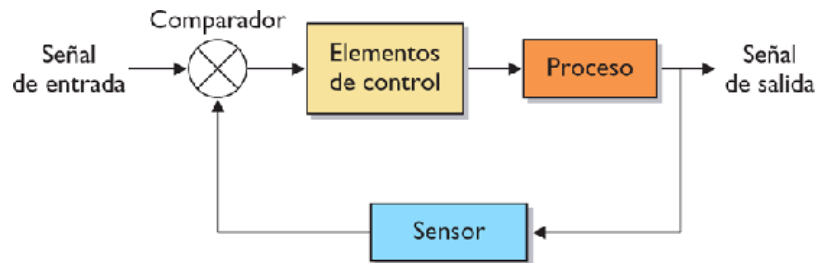 Comparador
Señal
de entrada
Elementos
de control
Proceso
Señal
de salida
Sensor